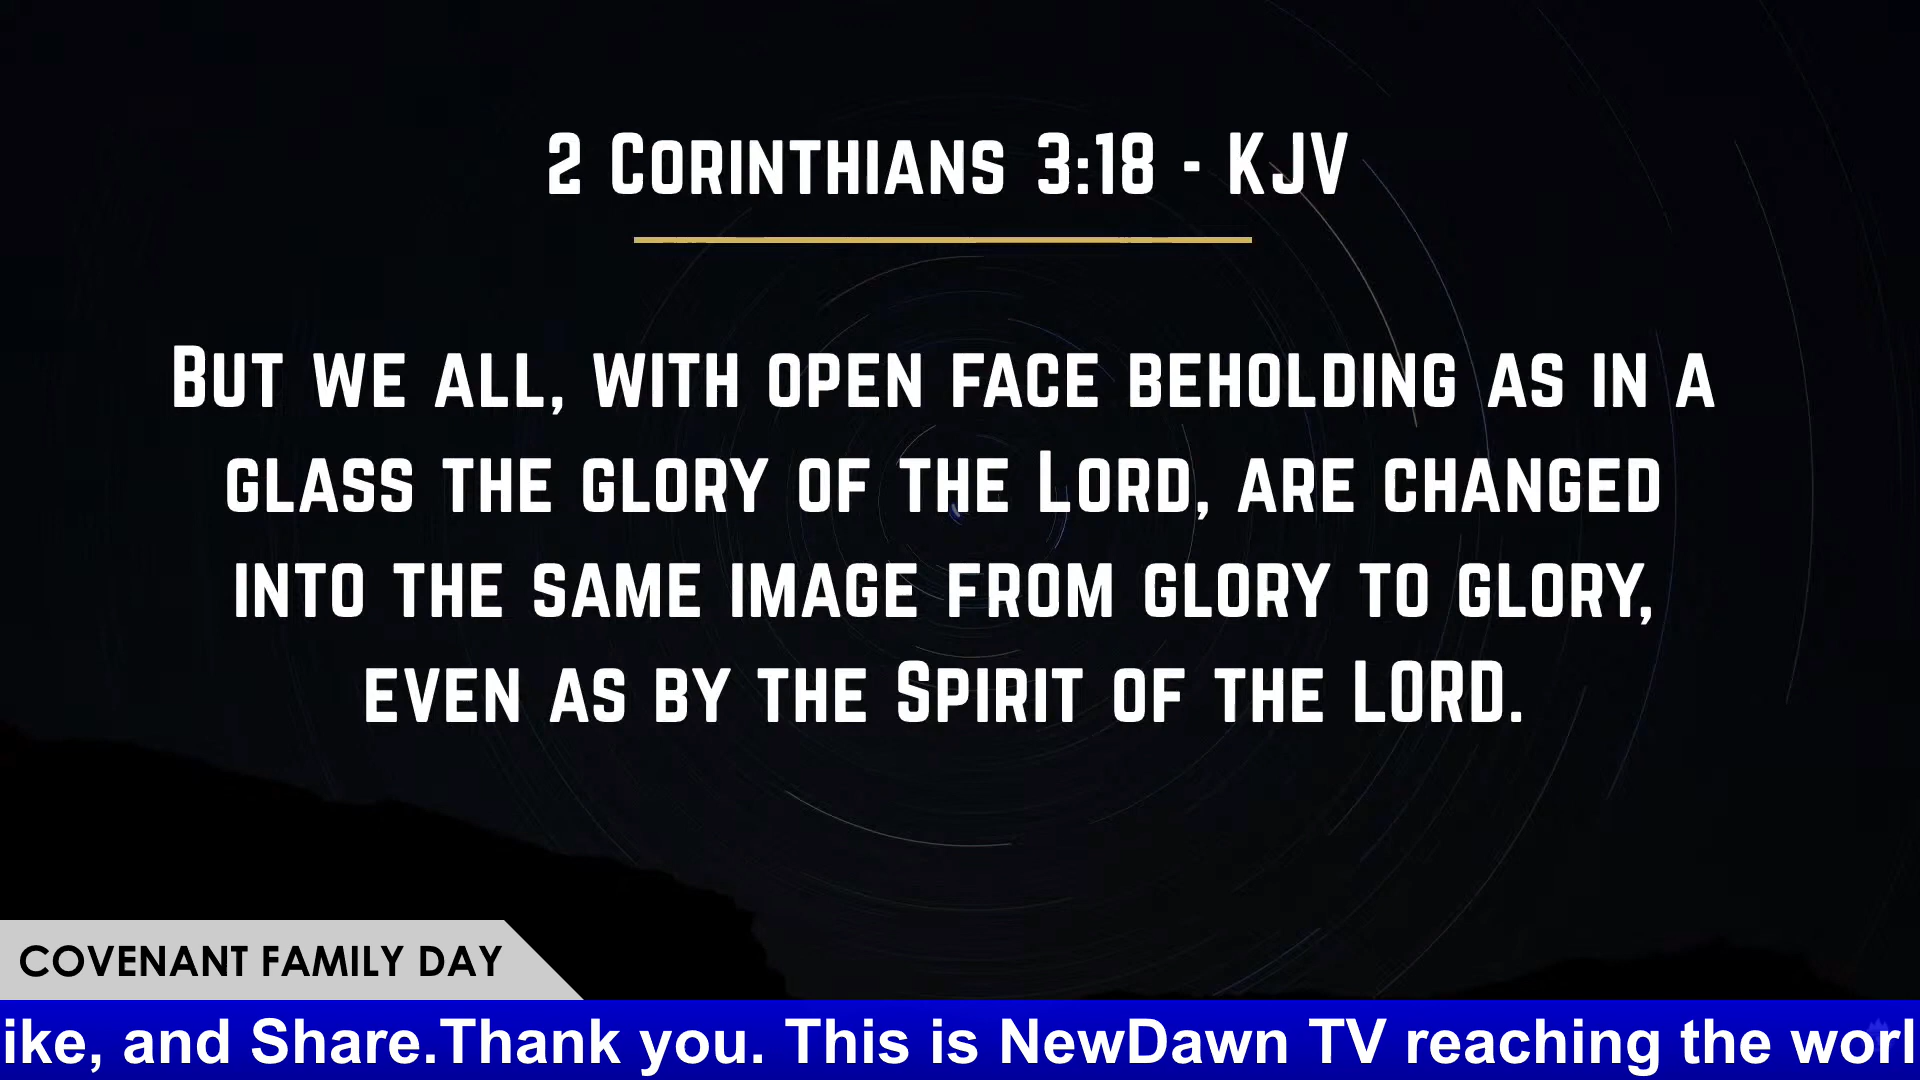 2 Corinthians 3:18 - KJV
But we all, with open face beholding as in a
glass the glory of the Lord, are changed
into the same image from glory to glory,
even as by the Spirit of the LORD.
COVENANT FAMILY DAY
ike, and Share.Thank you. This is NewDawn TV reaching the worl